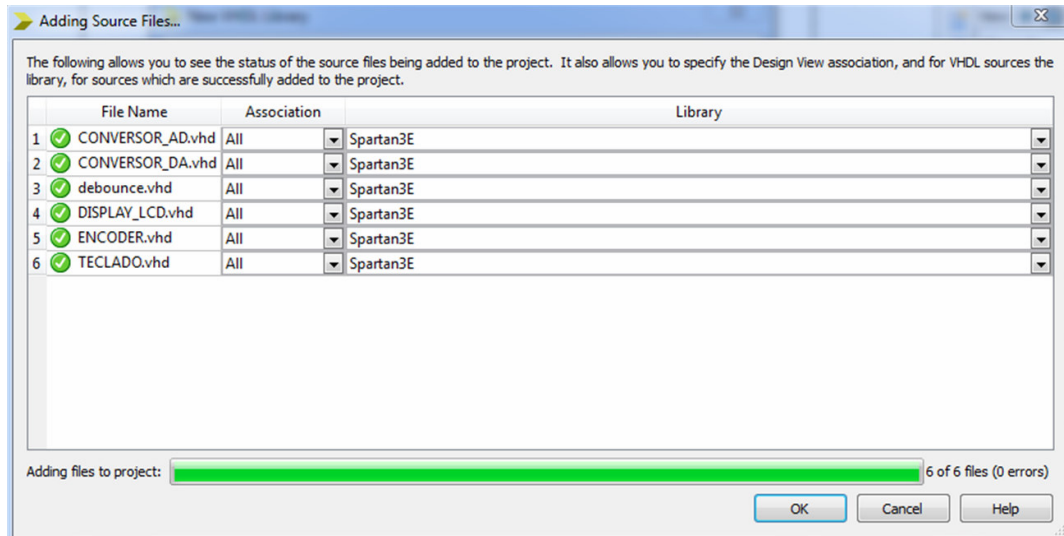 Adding Source Files...
New VHDL Library
The following allows you to see the status of the source files being added to the project. It also allows you to specify the Design View association, and for VHDL sources the
library, for sources which are successfully added to the project.
File Name Association Library
1 CONVERSOR_AD.vhd All Spartan3E
2 CONVERSOR_DA.vhd All Spartan3E
3 debounce.vhd All Spartan3E
4 DISPLAY_LCD.vhd All Spartan3E
5 ENCODER.vhd All Spartan3E
6 TECLADO.vhd All Spartan3E
Adding files to project: 6 of 6 files (0 errors)
OK Cancel Help